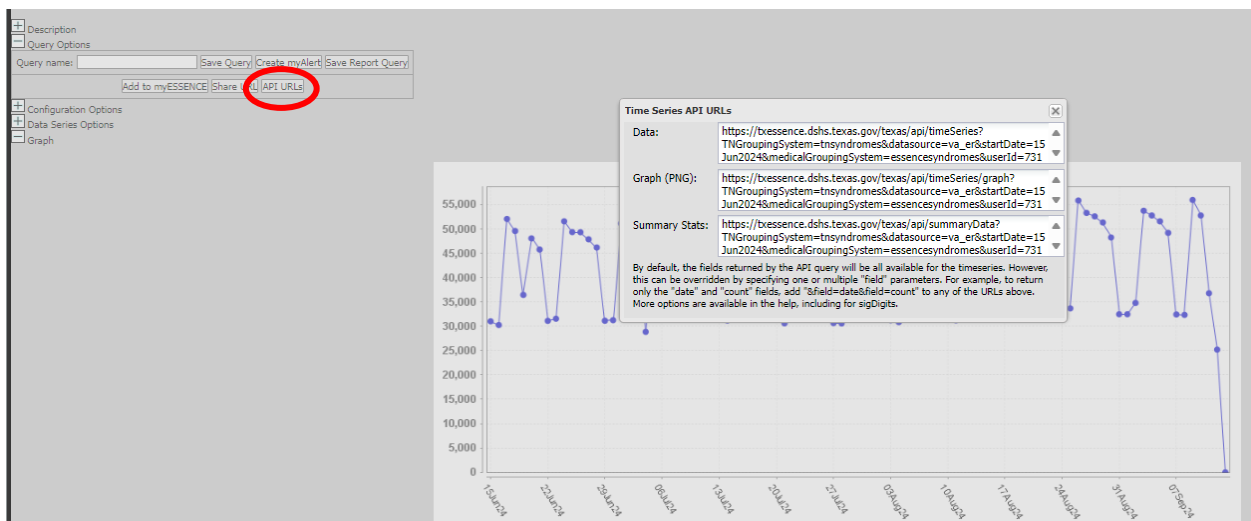 Description
Query Options
Query name: Save Query Create myAlert Save Report Query
Add to myESSENCE Share URL API URLs
Configuration Options
Data Series Options
Graph
Time Series API URLs
Data:
https://txessence.dshs.texas.gov/texas/api/timeSeries?
TNGroupingSystem=tnsyndromes&datasource=va_er&startDate=15
Jun2024&medicalGroupingSystem=essencesyndromes&userId=731
Graph (PNG):
https://txessence.dshs.texas.gov/texas/api/timeSeries/graph?
TNGroupingSystem=tnsyndromes&datasource=va_er&startDate=15
Jun2024&medicalGroupingSystem=essencesyndromes&userId=731
Summary Stats:
https://txessence.dshs.texas.gov/texas/api/summaryData?
TNGroupingSystem=tnsyndromes&datasource=va_er&startDate=15
Jun2024&medicalGroupingSystem=essencesyndromes&userId=731
By default, the fields returned by the API query will be all available for the timeseries. However,
this can be overridden by specifying one or multiple "field" parameters. For example, to return
only the "date" and "count" fields, add "&field=date&field=count" to any of the URLs above.
More options are available in the help, including for sigDigits.
55,000
50,000
45,000
40,000
35,000
30,000
25,000
20,000
15,000
10,000
5,000
0
15Jun24
22Jun24
29Jun24
06Jul24
13Jul24
20Jul24
27Jul24
03Aug24
10Aug24
17Aug24
24Aug24
31Aug24
07Sep24